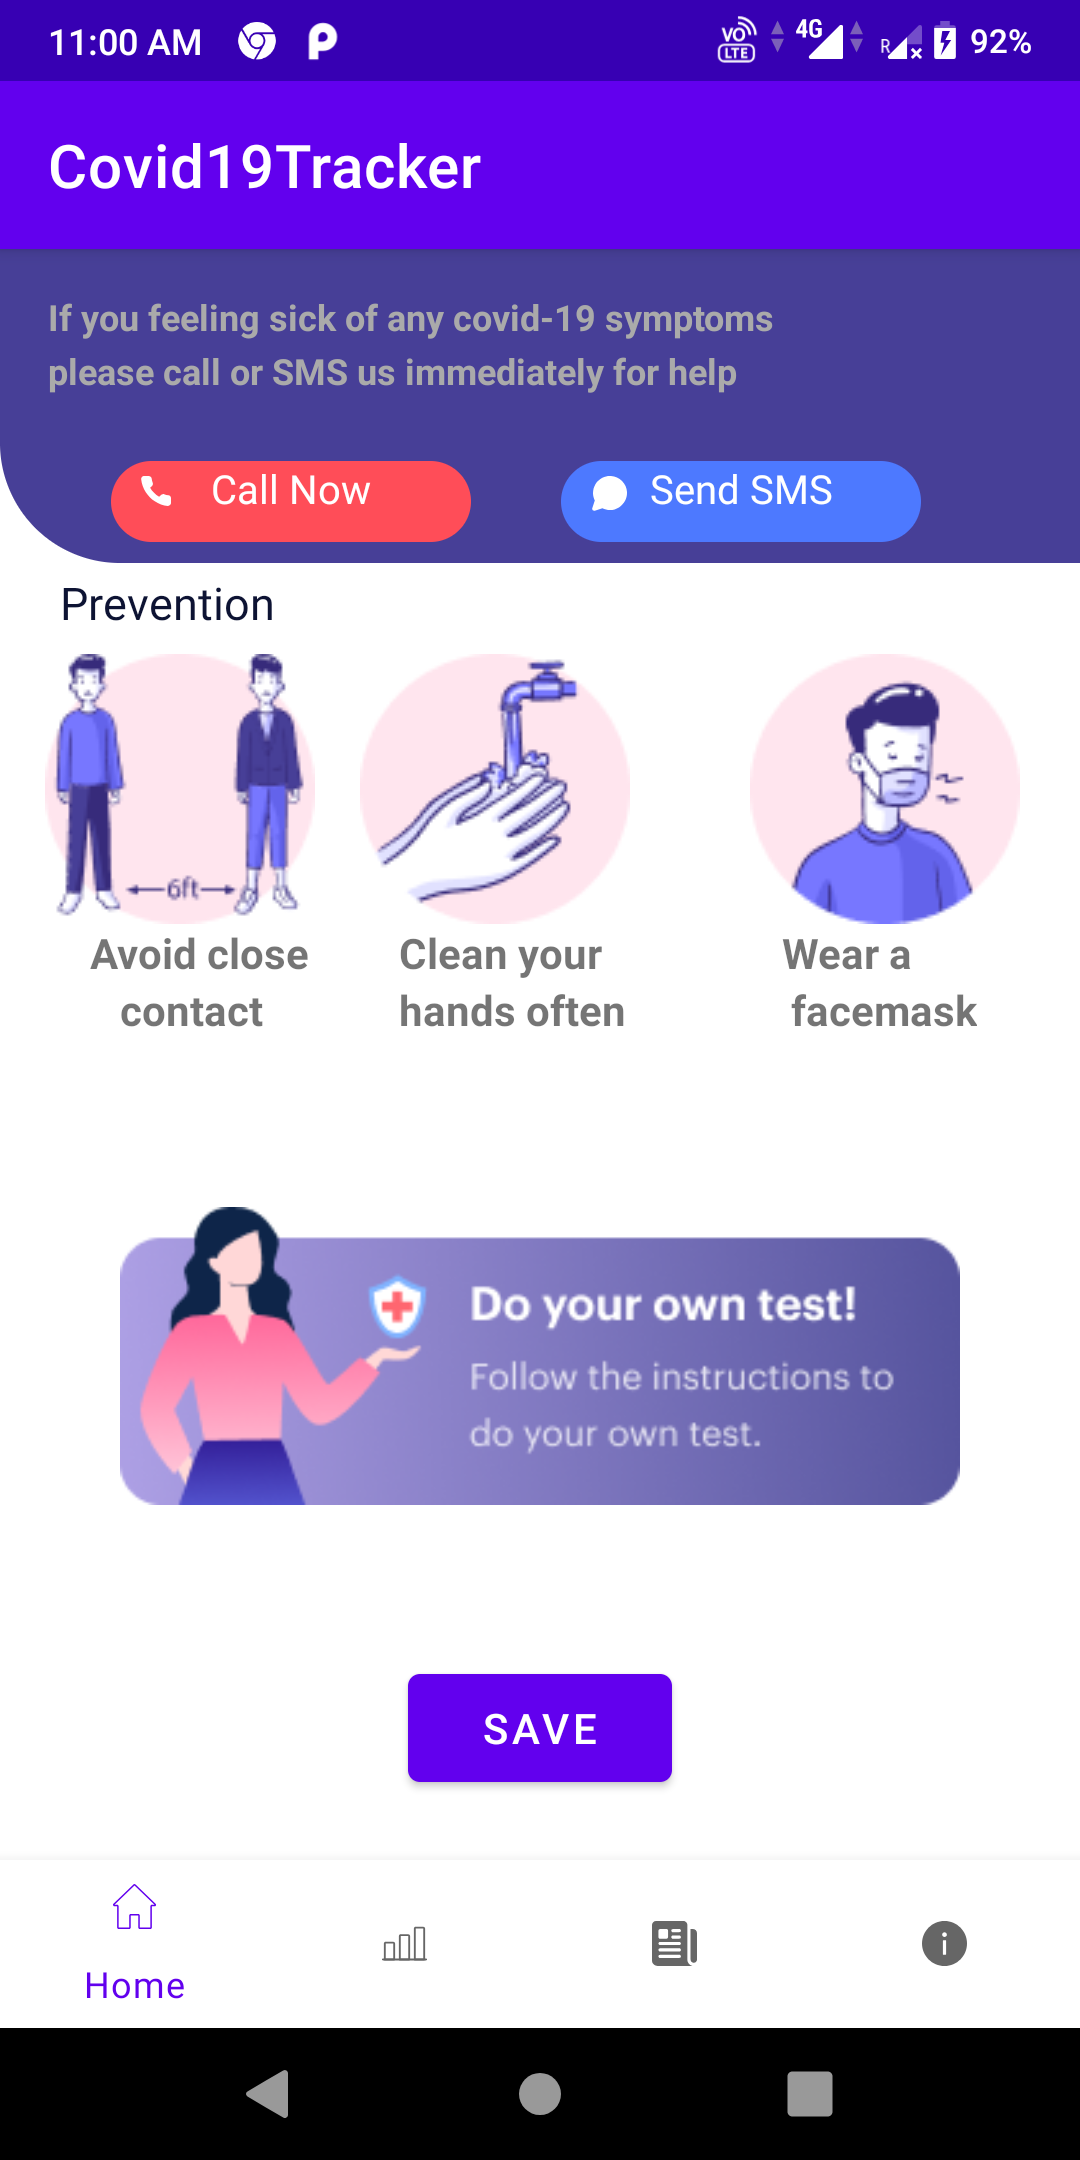 11:00 AM
VO LTE 4G R 92%
Covid19Tracker
If you feeling sick of any covid-19 symptoms
please call or SMS us immediately for help
Call Now
Send SMS
Prevention
6ft
Avoid close
contact
Clean your
hands often
Wear a
facemask
Do your own test!
Follow the instructions to
do your own test.
SAVE
Home